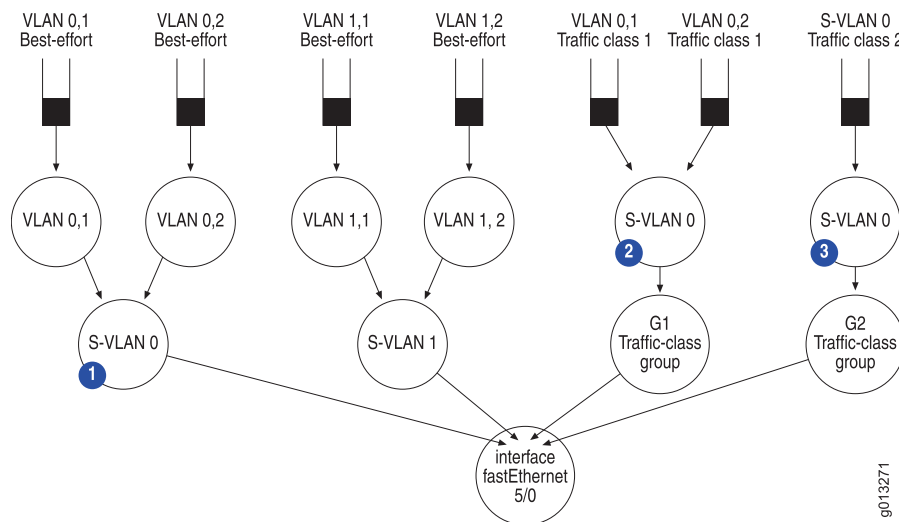 VLAN 0,1
Best-effort
VLAN 0,2
Best-effort
VLAN 1,1
Best-effort
VLAN 1,2
Best-effort
VLAN 0,1
Traffic class 1
VLAN 0,2
Traffic class 1
S-VLAN 0
Traffic class 2
VLAN 0,1
VLAN 0,2
VLAN 1,1
VLAN 1, 2
S-VLAN 0
2
S-VLAN 0
3
S-VLAN 0
1
S-VLAN 1
G1
Traffic-class
group
G2
Traffic-class
group
interface
fastEthernet
5/0
g013271